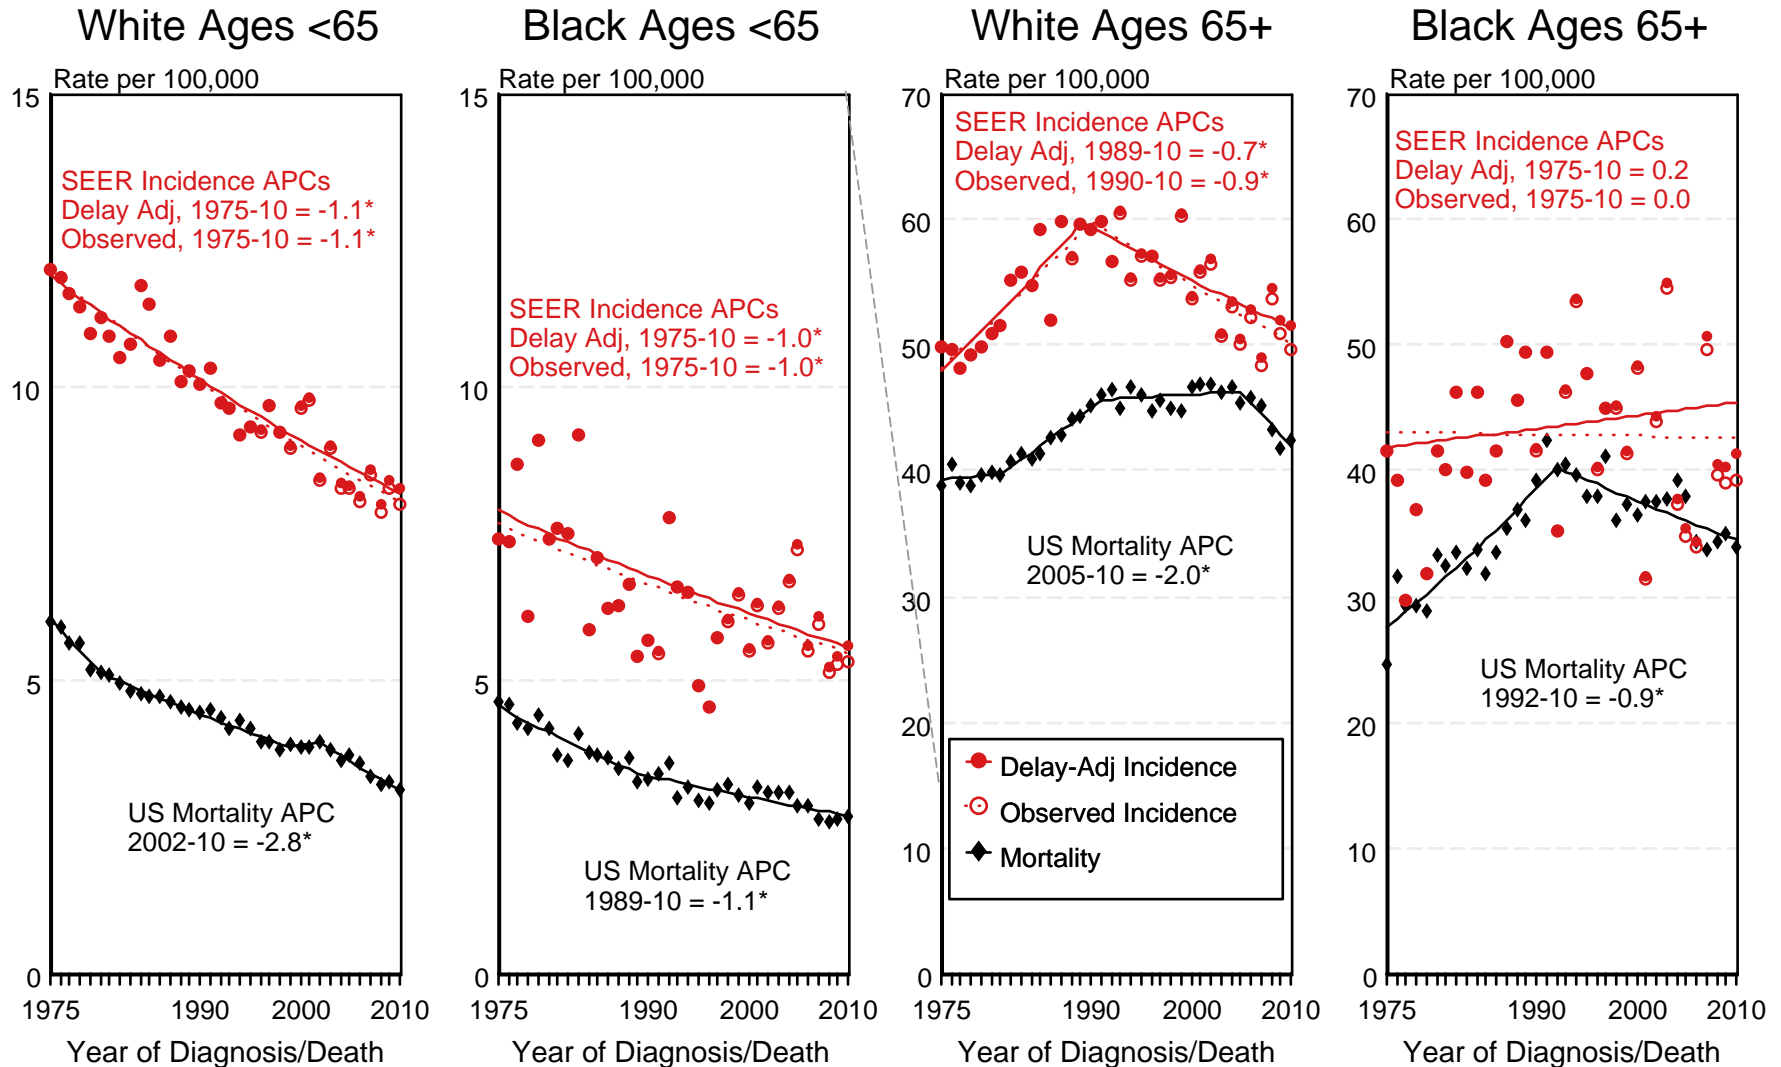 White Ages <65
Rate per 100,000
15
10
5
0
SEER Incidence APCs
Delay Adj, 1975-10 = -1.1*
Observed, 1975-10 = -1.1*
US Mortality APC
2002-10 = -2.8*
1975
1990
2000
2010
Year of Diagnosis/Death
Black Ages <65
Rate per 100,000
15
10
5
0
SEER Incidence APCs
Delay Adj, 1975-10 = -1.0*
Observed, 1975-10 = -1.0*
US Mortality APC
1989-10 = -1.1*
1975
1990
2000
2010
Year of Diagnosis/Death
White Ages 65+
Rate per 100,000
70
60
50
40
30
20
10
0
SEER Incidence APCs
Delay Adj, 1989-10 = -0.7*
Observed, 1990-10 = -0.9*
US Mortality APC
2005-10 = -2.0*
Delay-Adj Incidence
Observed Incidence
Mortality
1975
1990
2000
2010
Year of Diagnosis/Death
Black Ages 65+
Rate per 100,000
70
60
50
40
30
20
10
0
SEER Incidence APCs
Delay Adj, 1975-10 = 0.2
Observed, 1975-10 = 0.0
US Mortality APC
1992-10 = -0.9*
1975
1990
2000
2010
Year of Diagnosis/Death